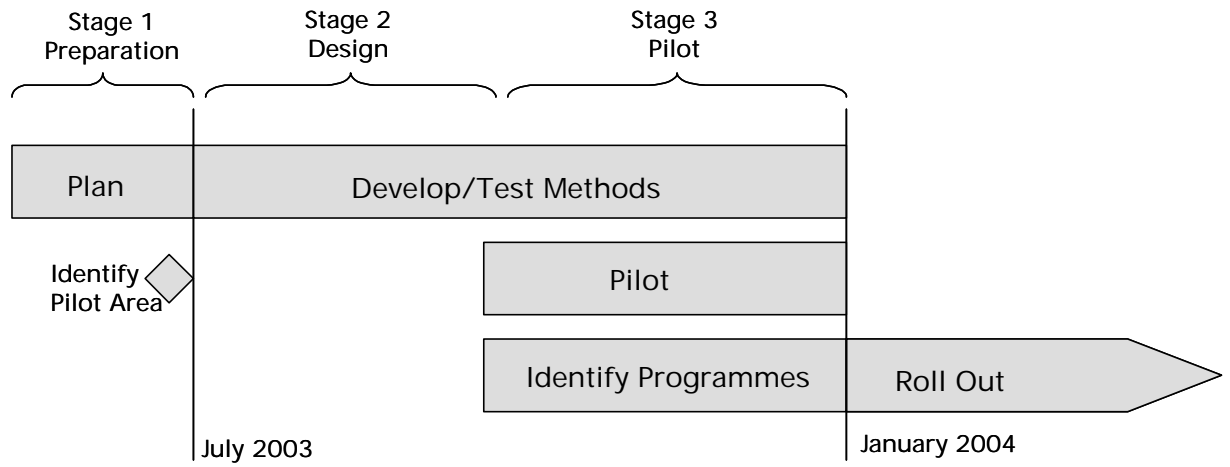 Stage 1
Preparation
Stage 2
Design
Stage 3
Pilot
Plan
Develop/Test Methods
Identify
Pilot Area
Pilot
Identify Programmes
Roll Out
July 2003
January 2004